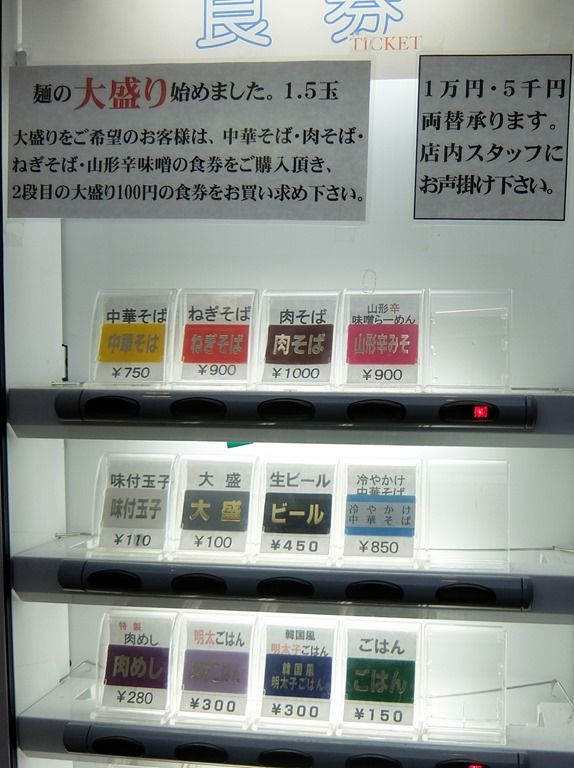 食券
TICKET
麺の大盛り始めました。1.5玉
大盛りをご希望のお客様は、中華そば・肉そば・
ねぎそば・山形辛味噌の食券をご購入頂き、
2段目の大盛り100円の食券をお買い求め下さい。
1万円・5千円
両替承ります。
店内スタッフに
お声掛け下さい。
中華そば
中華そば
¥750
ねぎそば
ねぎそば
¥900
肉そば
肉そば
¥1000
山形辛
味噌らーめん
山形辛みそ
¥900
味付玉子
味付玉子
¥110
大盛
大盛
¥100
生ビール
ビール
¥450
冷やかけ
中華そば
冷やかけ
中華そば
¥850
特製
肉めし
肉めし
¥280
明太ごはん
¥300
韓国風
明太子ごはん
韓国風
明太子ごはん
¥300
ごはん
ごはん
¥150